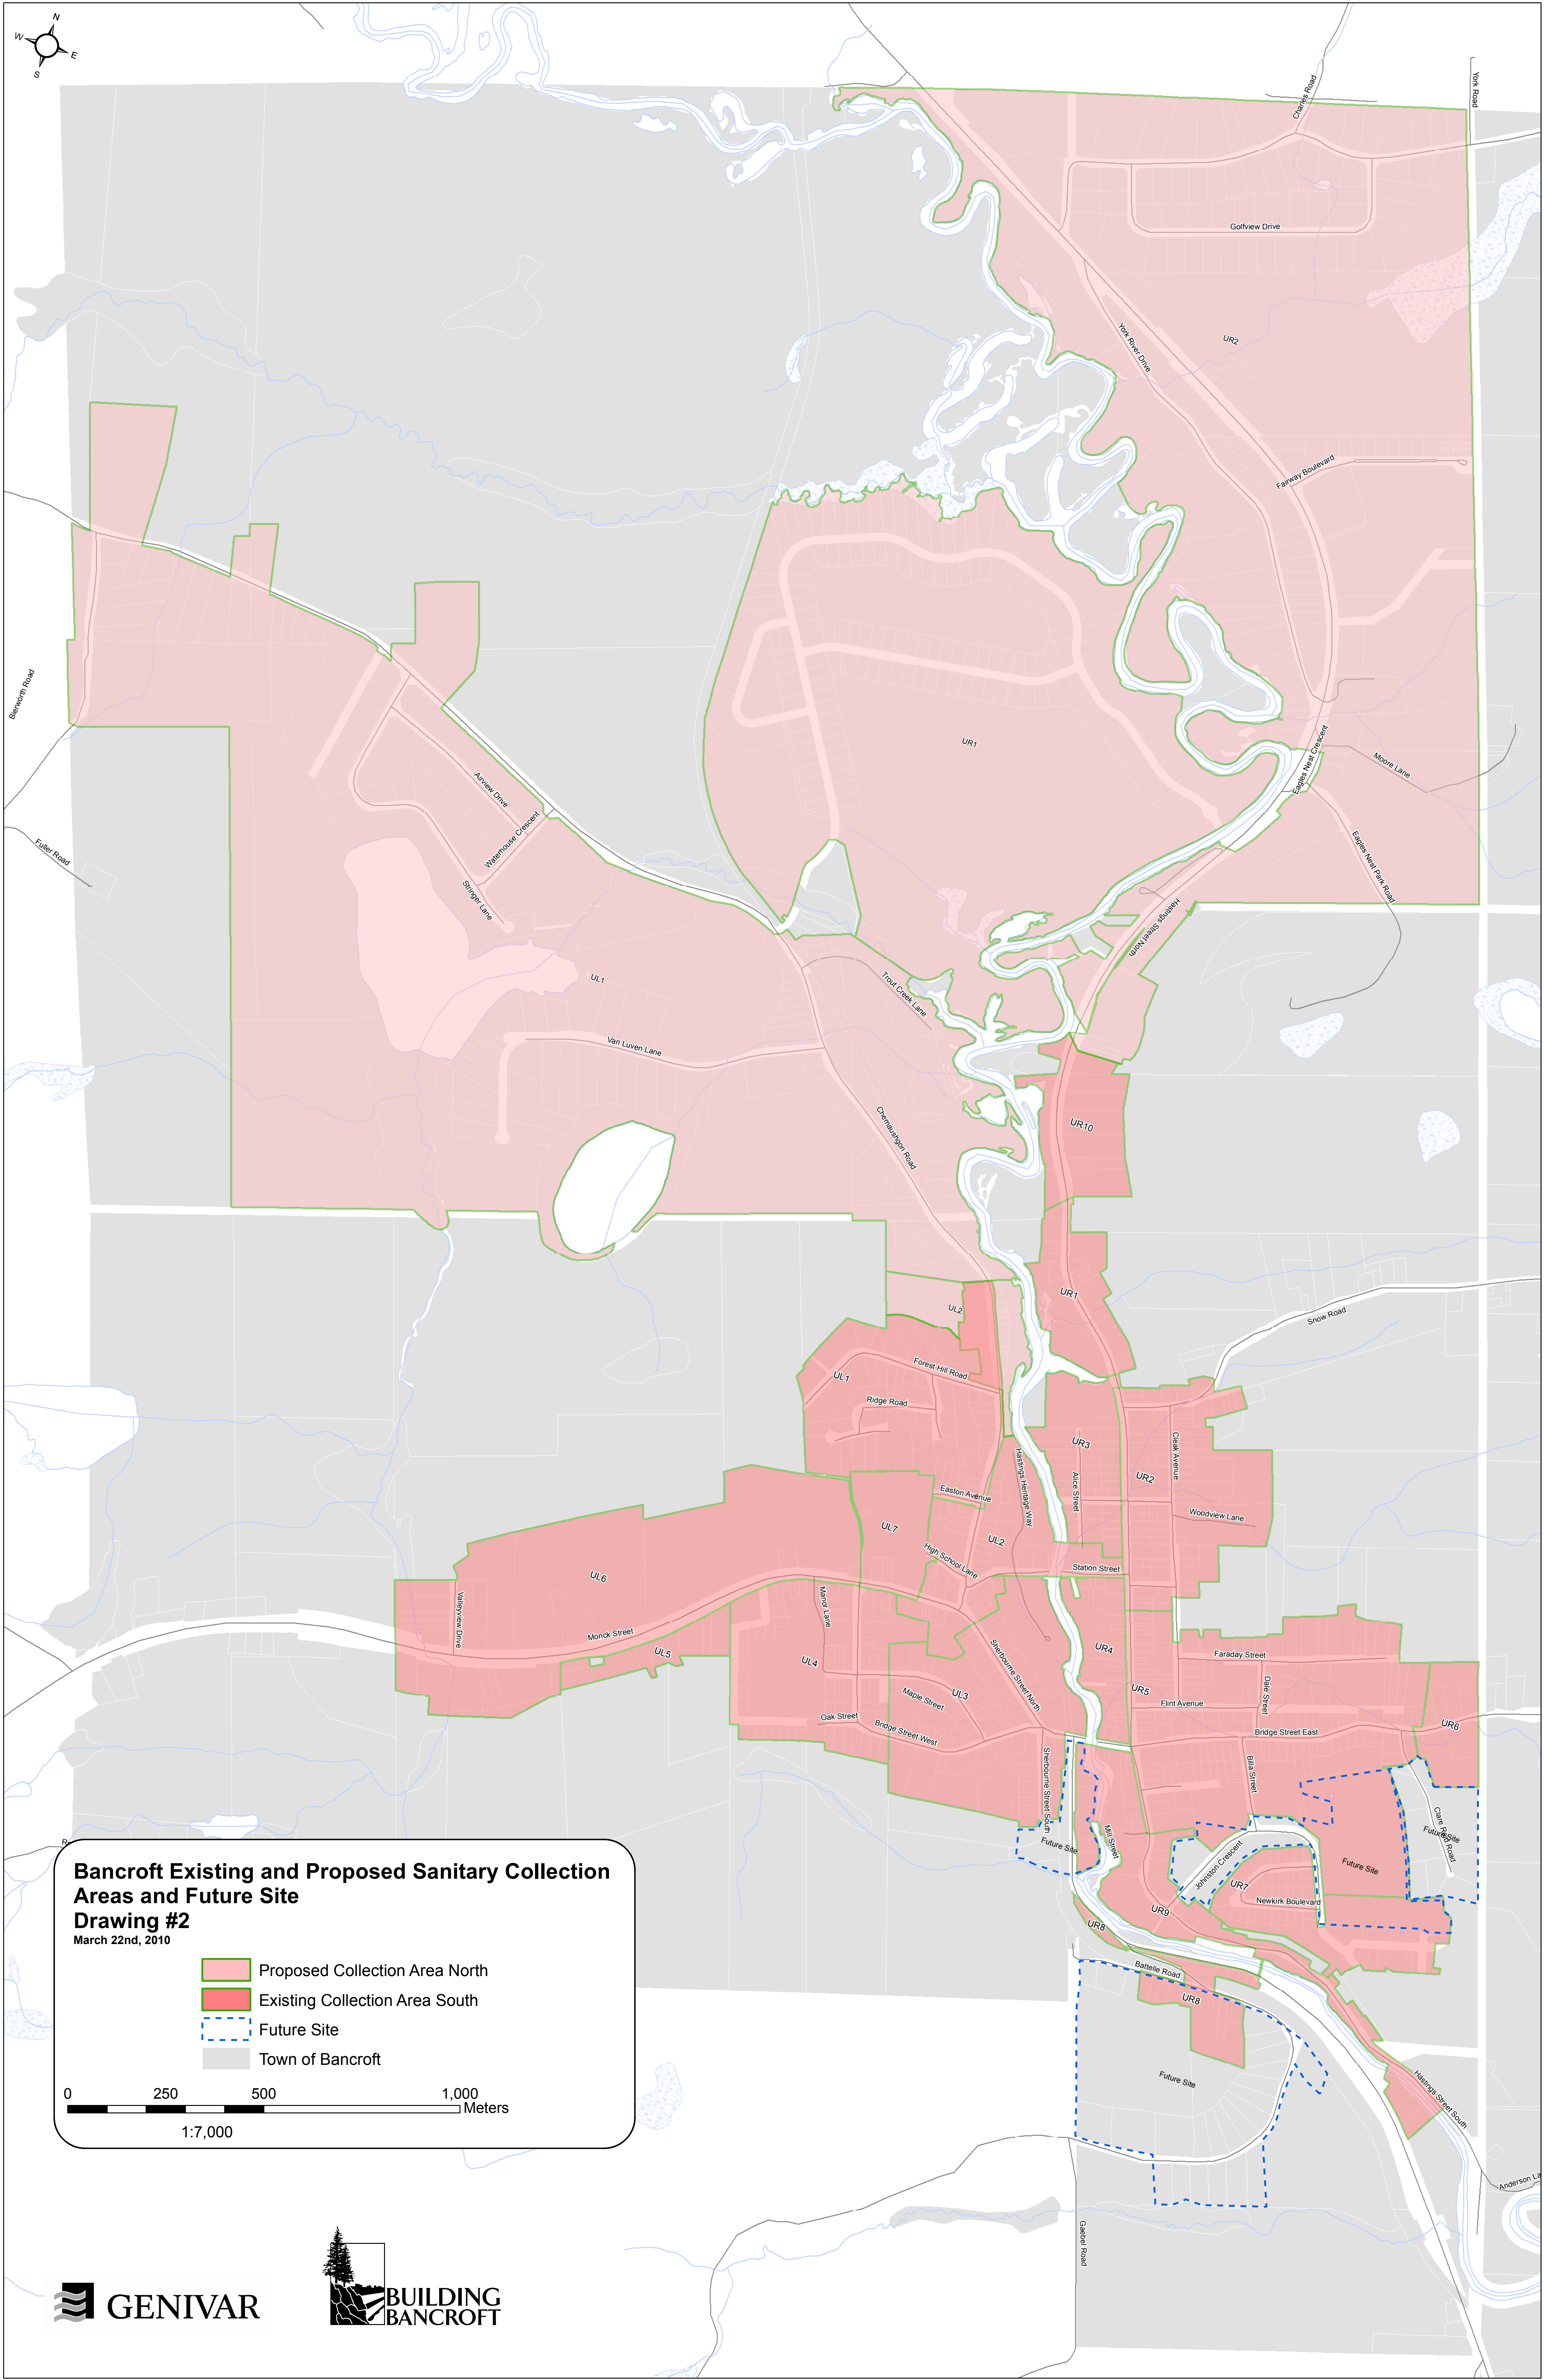 N
W
E
S
York Road
Charles Road
Golfview Drive
York River Drive
UR2
Fairway Boulevard
Bierworth Road
UR1
Eagles Nest Crescent
Moore Lane
Airview Drive
Waterhouse Crescent
Fuller Road
Eagles Nest Park Road
Stringer Lane
Hastings Street North
UL1
Trout Creek Lane
Van Luven Lane
Chemaushgon Road
UR10
UR1
UL2
Snow Road
Forest Hill Road
UL1
Ridge Road
UR3
Cleak Avenue
UR2
Alice Street
Hastings Heritage Way
Easton Avenue
Woodview Lane
UL7
UL2
High School Lane
Station Street
UL6
Valleyview Drive
Manor Lane
Monck Street
UL5
UL4
Sherbourne Street North
UR4
Faraday Street
UR5
Dale Street
UL3
Maple Street
Flint Avenue
Oak Street
Bridge Street West
Bridge Street East
UR6
Sherbourne Street South
Billa Street
Clare Road
Future Site
Mill Street
Future Site
Future Site
Johnston Crescent
UR7
Newkirk Boulevard
UR9
UR8
Battelle Road
UR8
Future Site
Hastings Street South
Anderson La
Gaebel Road
Bancroft Existing and Proposed Sanitary Collection
Areas and Future Site
Drawing #2
March 22nd, 2010
Proposed Collection Area North
Existing Collection Area South
Future Site
Town of Bancroft
0 250 500 1,000
Meters
1:7,000
GENIVAR
BUILDING
BANCROFT